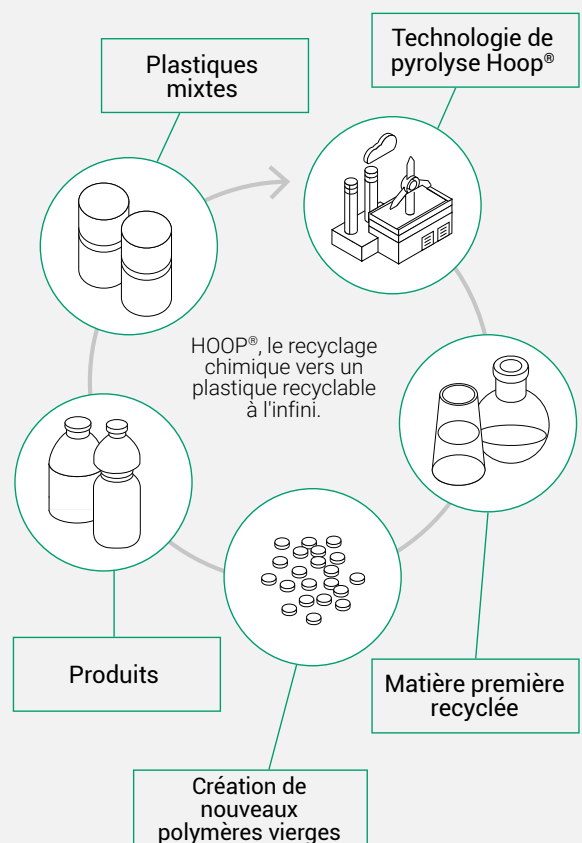 Plastiques
mixtes
Technologie de
pyrolyse Hoop®
HOOP®, le recyclage
chimique vers un
plastique recyclable
à l'infini.
Produits
Matière première
recyclée
Création de
nouveaux
polymères vierges